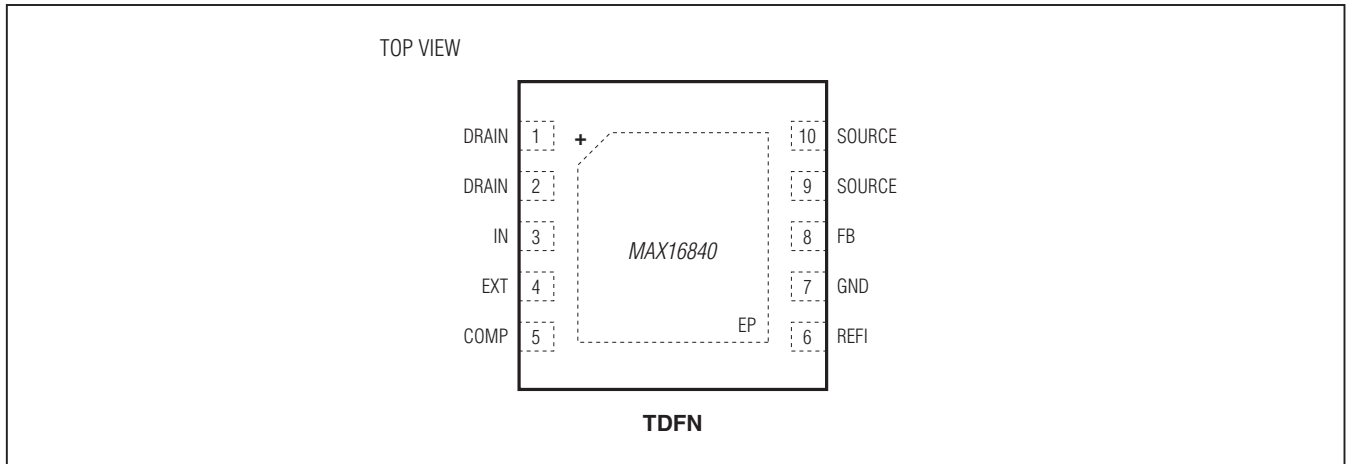 TOP VIEW
DRAIN 1 + 10 SOURCE
DRAIN 2 9 SOURCE
IN 3 MAX16840 8 FB
EXT 4 7 GND
COMP 5 EP 6 REFI
TDFN